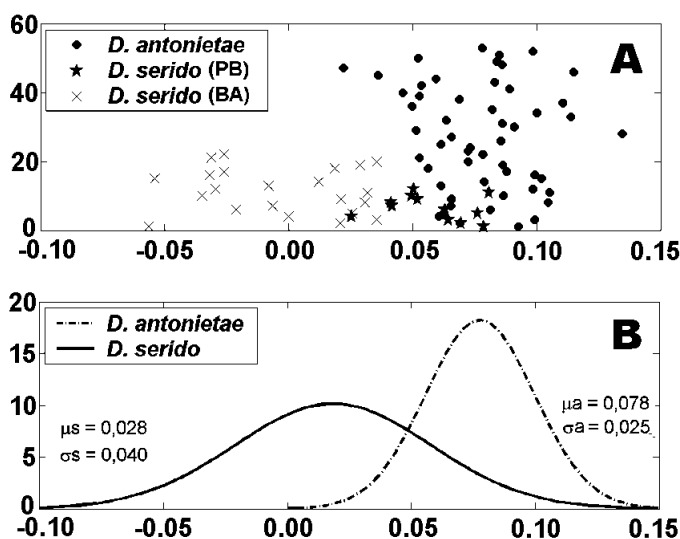 60
40
20
0
D. antonietae
D. serido (PB)
D. serido (BA)
A
-0.10 -0.05 0.00 0.05 0.10 0.15
20
15
10
5
0
D. antonietae
D. serido
B
μs = 0,028
σs = 0,040
μa = 0,078
σa = 0,025
-0.10 -0.05 0.00 0.05 0.10 0.15